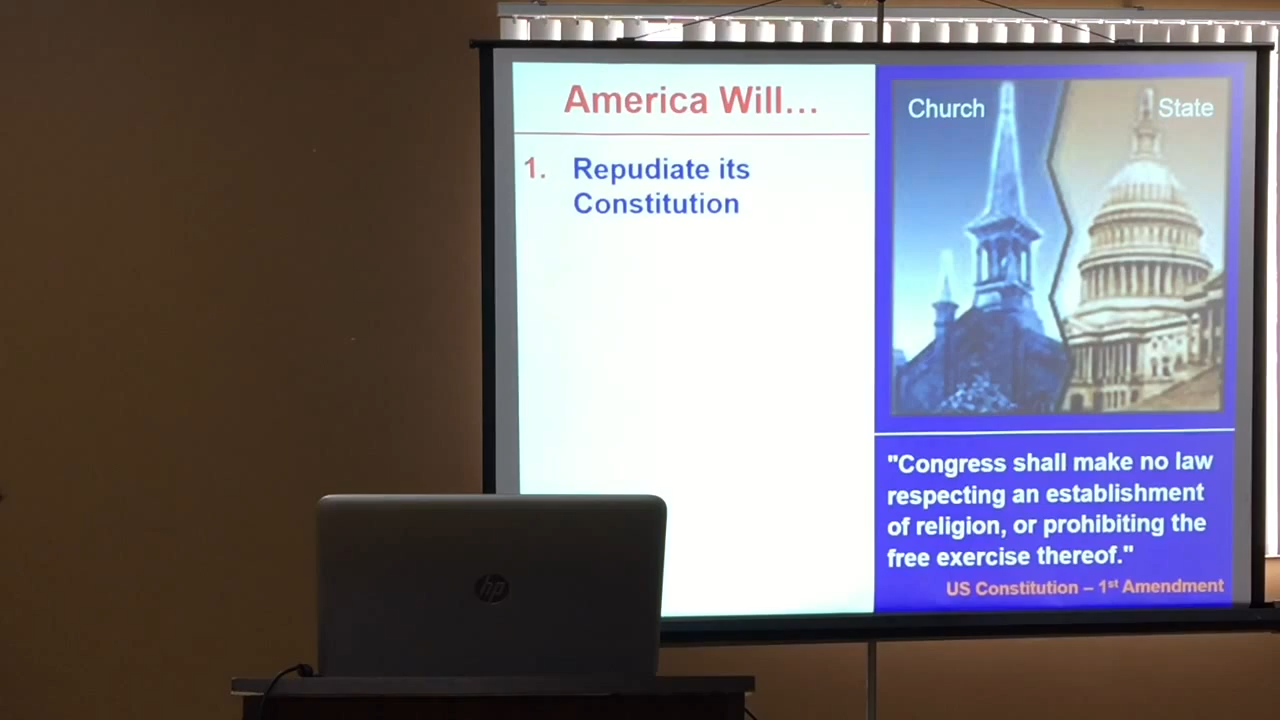 America Will...
1. Repudiate its
Constitution
Church
State
"Congress shall make no law
respecting an establishment
of religion, or prohibiting the
free exercise thereof."
US Constitution – 1st Amendment
hp